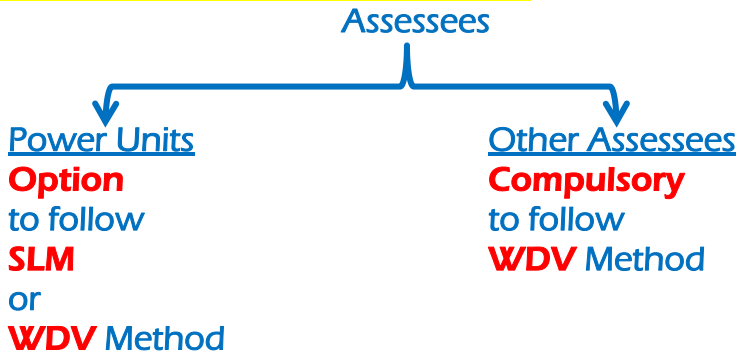 Assessees
Power Units
Option
to follow
SLM
or
WDV Method
Other Assessees
Compulsory
to follow
WDV Method